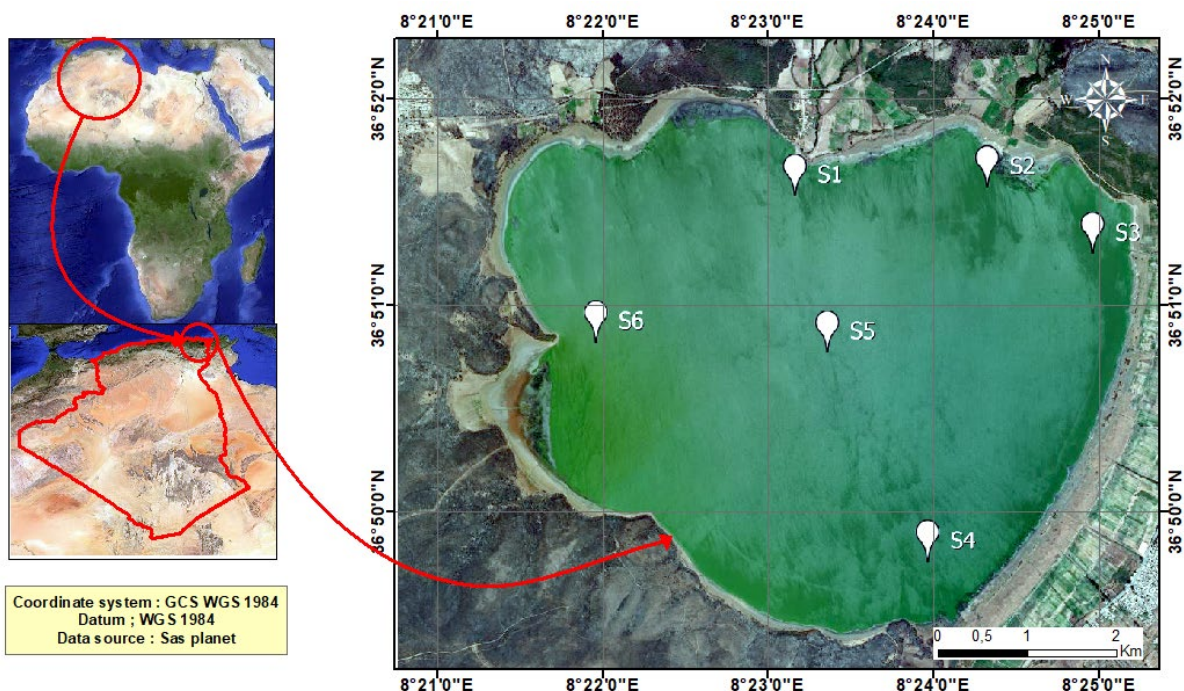 8°21'0"E 8°22'0"E 8°23'0"E 8°24'0"E 8°25'0"E
36°52'0"N
36°51'0"N
36°50'0"N
N
W E
S
S1
S2
S3
S6
S5
S4
0 0,5 1 2
Km
36°52'0"N
36°51'0"N
36°50'0"N
8°21'0"E 8°22'0"E 8°23'0"E 8°24'0"E 8°25'0"E
Coordinate system : GCS WGS 1984
Datum ; WGS 1984
Data source : Sas planet